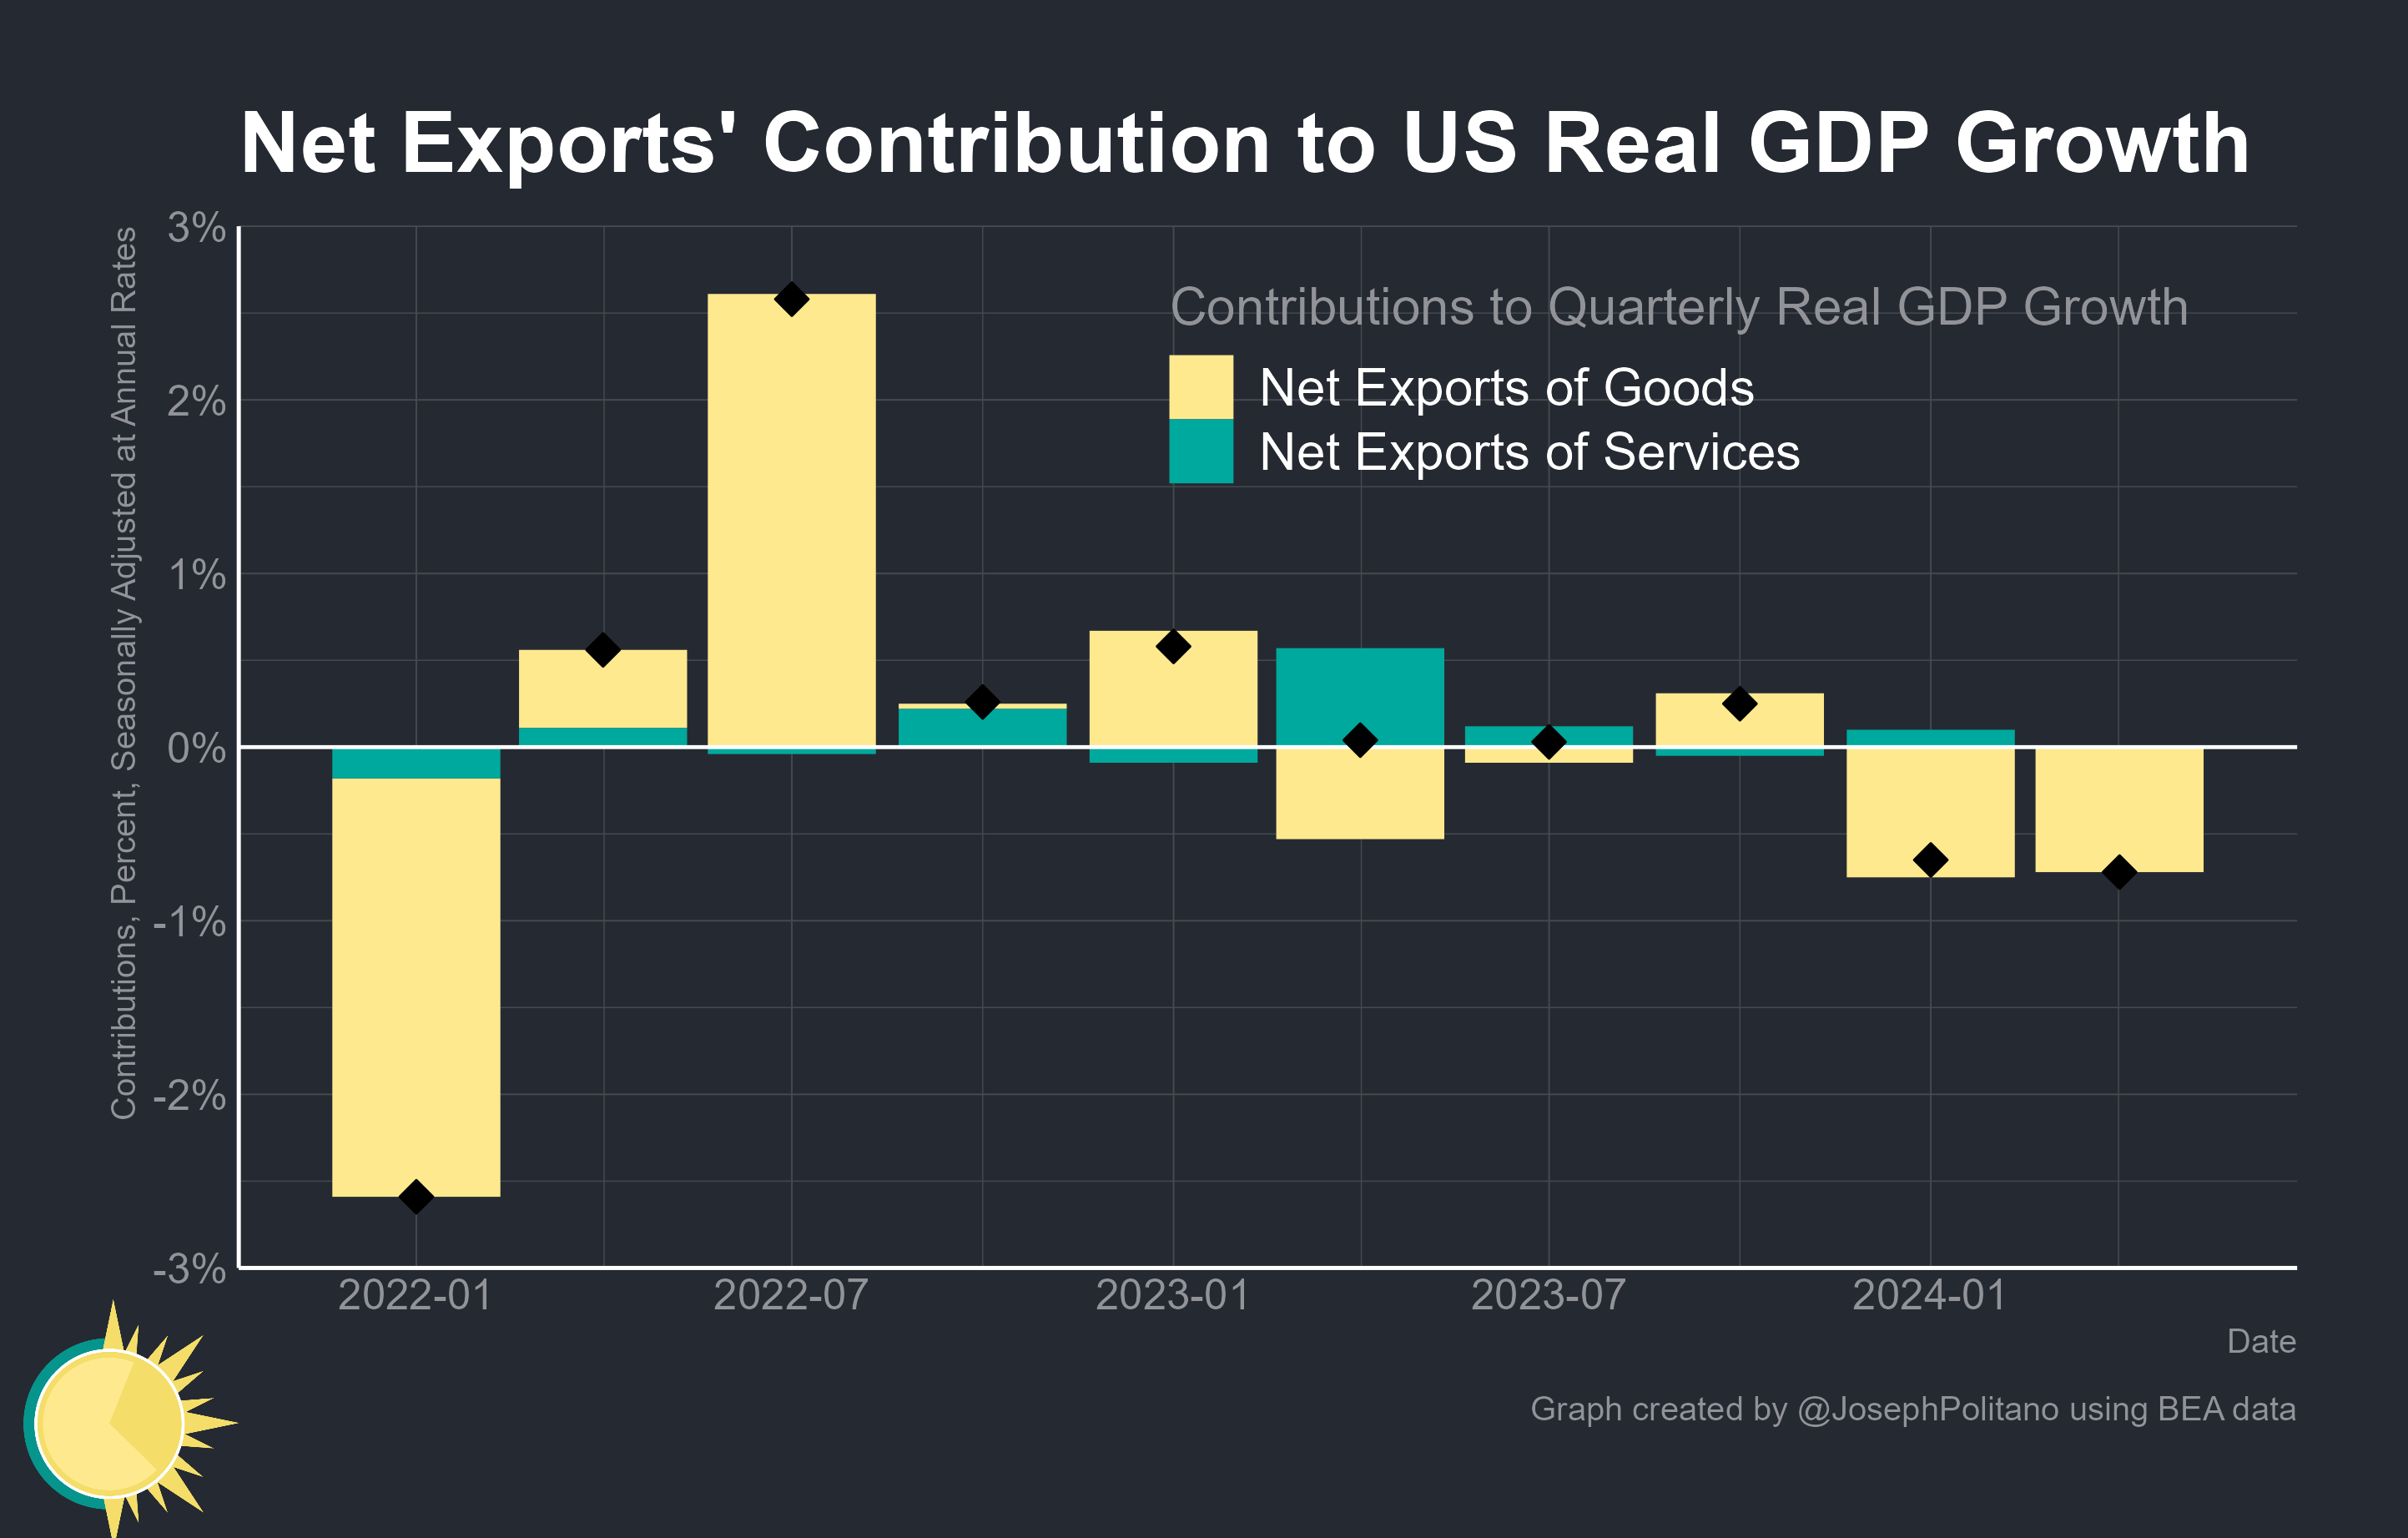 Net Exports' Contribution to US Real GDP Growth
Contributions, Percent, Seasonally Adjusted at Annual Rates
3%
2%
1%
0%
-1%
-2%
-3%
Contributions to Quarterly Real GDP Growth
Net Exports of Goods
Net Exports of Services
2022-01 2022-07 2023-01 2023-07 2024-01
Date
Graph created by @JosephPolitano using BEA data